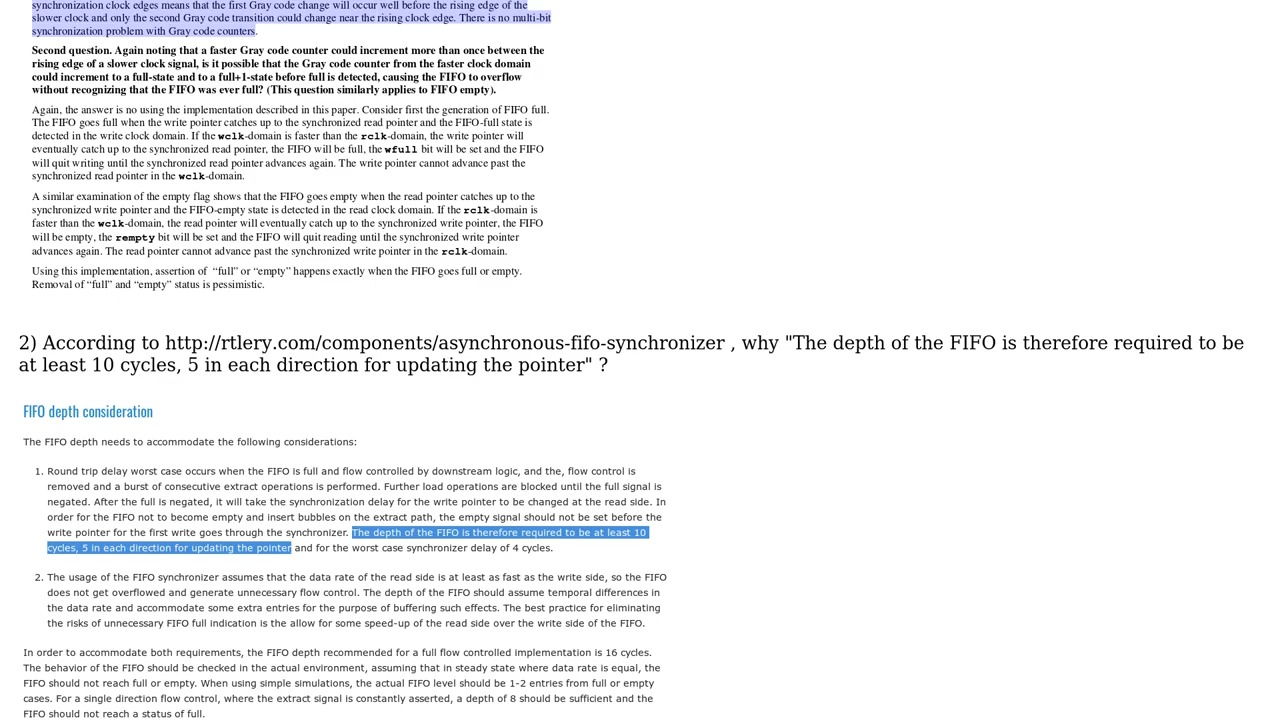 synchronization clock edges means that the first Gray code change will occur well before the rising edge of the
slower clock and only the second Gray code transition could change near the rising clock edge. There is no multi-bit
synchronization problem with Gray code counters.
Second question. Again noting that a faster Gray code counter could increment more than once between the
rising edge of a slower clock signal, is it possible that the Gray code counter from the faster clock domain
could increment to a full-state and to a full+1-state before full is detected, causing the FIFO to overflow
without recognizing that the FIFO was ever full? (This question similarly applies to FIFO empty).
Again, the answer is no using the implementation described in this paper. Consider first the generation of FIFO full.
The FIFO goes full when the write pointer catches up to the synchronized read pointer and the FIFO-full state is
detected in the write clock domain. If the wclk-domain is faster than the rclk-domain, the write pointer will
eventually catch up to the synchronized read pointer, the FIFO will be full, the wfull bit will be set and the FIFO
will quit writing until the synchronized read pointer advances again. The write pointer cannot advance past the
synchronized read pointer in the wclk-domain.
A similar examination of the empty flag shows that the FIFO goes empty when the read pointer catches up to the
synchronized write pointer and the FIFO-empty state is detected in the read clock domain. If the rclk-domain is
faster than the wclk-domain, the read pointer will eventually catch up to the synchronized write pointer, the FIFO
will be empty, the rempty bit will be set and the FIFO will quit reading until the synchronized write pointer
advances again. The read pointer cannot advance past the synchronized write pointer in the rclk-domain.
Using this implementation, assertion of “full” or “empty” happens exactly when the FIFO goes full or empty.
Removal of “full” and “empty” status is pessimistic.
2) According to http://rtlery.com/components/asynchronous-fifo-synchronizer , why "The depth of the FIFO is therefore required to be
at least 10 cycles, 5 in each direction for updating the pointer" ?
FIFO depth consideration
The FIFO depth needs to accommodate the following considerations:
1. Round trip delay worst case occurs when the FIFO is full and flow controlled by downstream logic, and the, flow control is
removed and a burst of consecutive extract operations is performed. Further load operations are blocked until the full signal is
negated. After the full is negated, it will take the synchronization delay for the write pointer to be changed at the read side. In
order for the FIFO not to become empty and insert bubbles on the extract path, the empty signal should not be set before the
write pointer for the first write goes through the synchronizer. The depth of the FIFO is therefore required to be at least 10
cycles, 5 in each direction for updating the pointer and for the worst case synchronizer delay of 4 cycles.
2. The usage of the FIFO synchronizer assumes that the data rate of the read side is at least as fast as the write side, so the FIFO
does not get overflowed and generate unnecessary flow control. The depth of the FIFO should assume temporal differences in
the data rate and accommodate some extra entries for the purpose of buffering such effects. The best practice for eliminating
the risks of unnecessary FIFO full indication is the allow for some speed-up of the read side over the write side of the FIFO.
In order to accommodate both requirements, the FIFO depth recommended for a full flow controlled implementation is 16 cycles.
The behavior of the FIFO should be checked in the actual environment, assuming that in steady state where data rate is equal, the
FIFO should not reach full or empty. When using simple simulations, the actual FIFO level should be 1-2 entries from full or empty
cases. For a single direction flow control, where the extract signal is constantly asserted, a depth of 8 should be sufficient and the
FIFO should not reach a status of full.